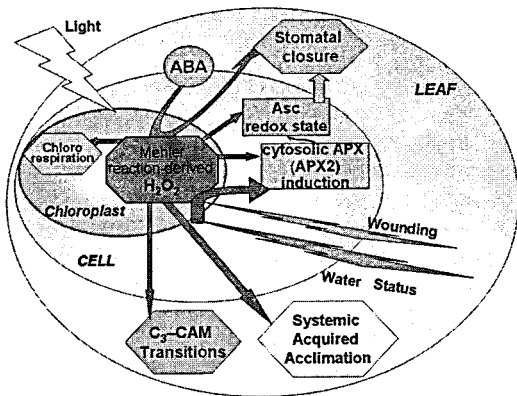 Light
ABA
Stomatal
closure
LEAF
Asc
redox state
Chloro
respiration
Mehler
reaction-derived
H₂O₂
cytosolic APX
(APX2)
induction
Chloroplast
CELL
Wounding
Water Status
C₃–CAM
Transitions
Systemic
Acquired
Acclimation